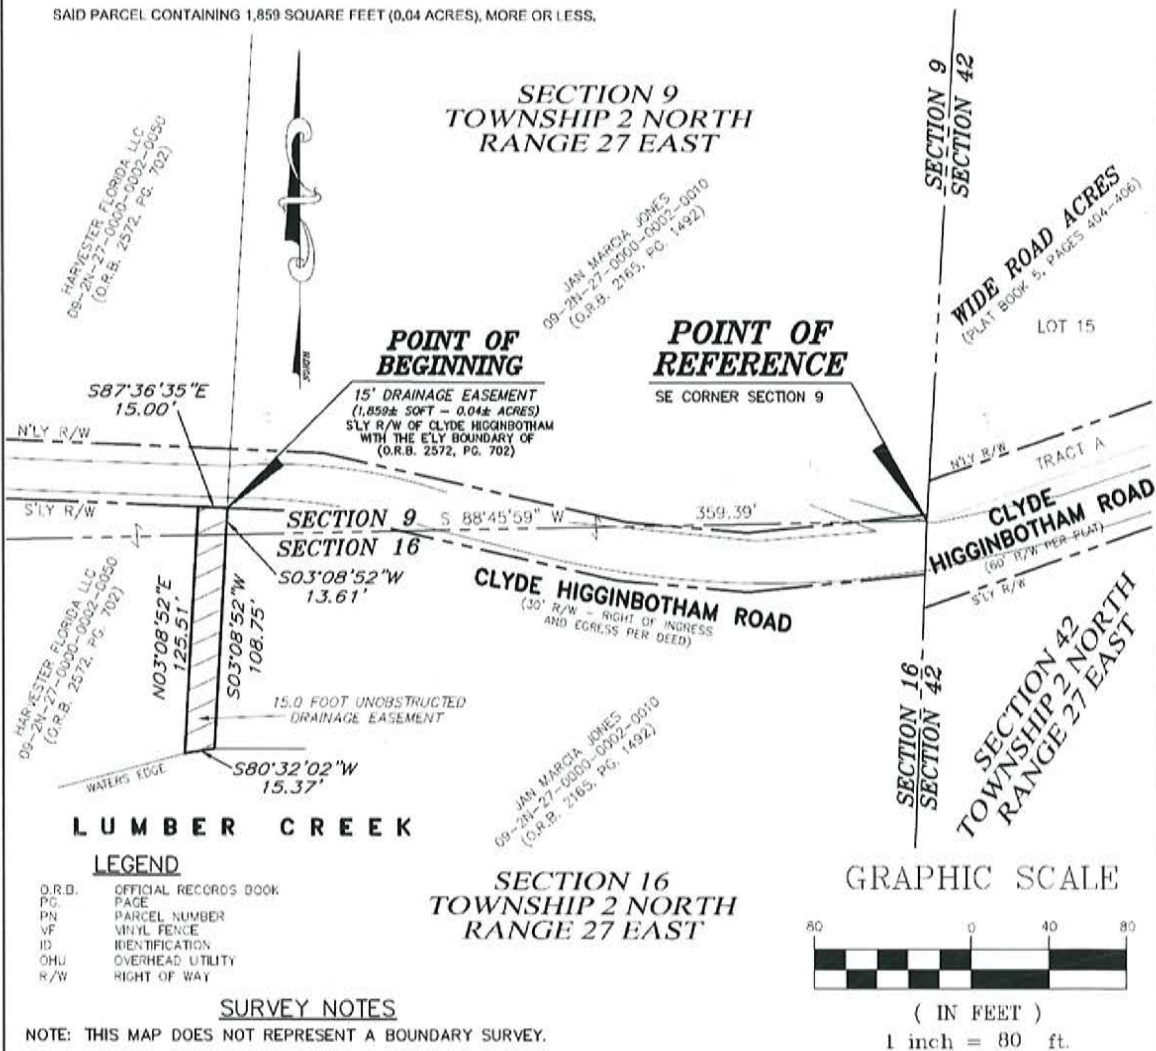 SAID PARCEL CONTAINING 1,859 SQUARE FEET (0.04 ACRES), MORE OR LESS.
SECTION 9
TOWNSHIP 2 NORTH
RANGE 27 EAST
SECTION 9
SECTION 42
HARVESTER FLORIDA LLC
09-2N-27-0000-0002-0050
(O.R.B. 2572, PG. 702)
JAN MARCIA JONES
09-2N-27-0000-0002-0010
(O.R.B. 2165, PG. 1492)
WIDE ROAD ACRES
(PLAT BOOK 5, PAGES 404-406)
LOT 15
POINT OF
BEGINNING
15' DRAINAGE EASEMENT
(1,859± SQFT - 0.04± ACRES)
S'LY R/W OF CLYDE HIGGINBOTHAM
WITH THE E'LY BOUNDARY OF
(O.R.B. 2572, PG. 702)
POINT OF
REFERENCE
SE CORNER SECTION 9
S87°36'35"E
15.00'
N'LY R/W
S'LY R/W
N'LY R/W
TRACT A
CLYDE
HIGGINBOTHAM ROAD
(60' R/W PER PLAT)
S'LY R/W
SECTION 9
S 88°45'59" W
359.39'
SECTION 16
S03°08'52"W
13.61'
CLYDE HIGGINBOTHAM ROAD
(30' R/W - RIGHT OF INGRESS
AND EGRESS PER DEED)
HARVESTER FLORIDA LLC
09-2N-27-0000-0002-0050
(O.R.B. 2572, PG. 702)
N03°08'52"E
125.51'
S03°08'52"W
108.75'
15.0 FOOT UNOBSTRUCTED
DRAINAGE EASEMENT
SECTION 16
SECTION 42
SECTION 42
TOWNSHIP 2 NORTH
RANGE 27 EAST
JAN MARCIA JONES
09-2N-27-0000-0002-0010
(O.R.B. 2165, PG. 1492)
WATERS EDGE
S80°32'02"W
15.37'
LUMBER CREEK
LEGEND
O.R.B. OFFICIAL RECORDS BOOK
PG. PAGE
PN PARCEL NUMBER
VF VINYL FENCE
ID IDENTIFICATION
OHU OVERHEAD UTILITY
R/W RIGHT OF WAY
SECTION 16
TOWNSHIP 2 NORTH
RANGE 27 EAST
GRAPHIC SCALE
80 0 40 80
( IN FEET )
1 inch = 80 ft.
SURVEY NOTES
NOTE: THIS MAP DOES NOT REPRESENT A BOUNDARY SURVEY.